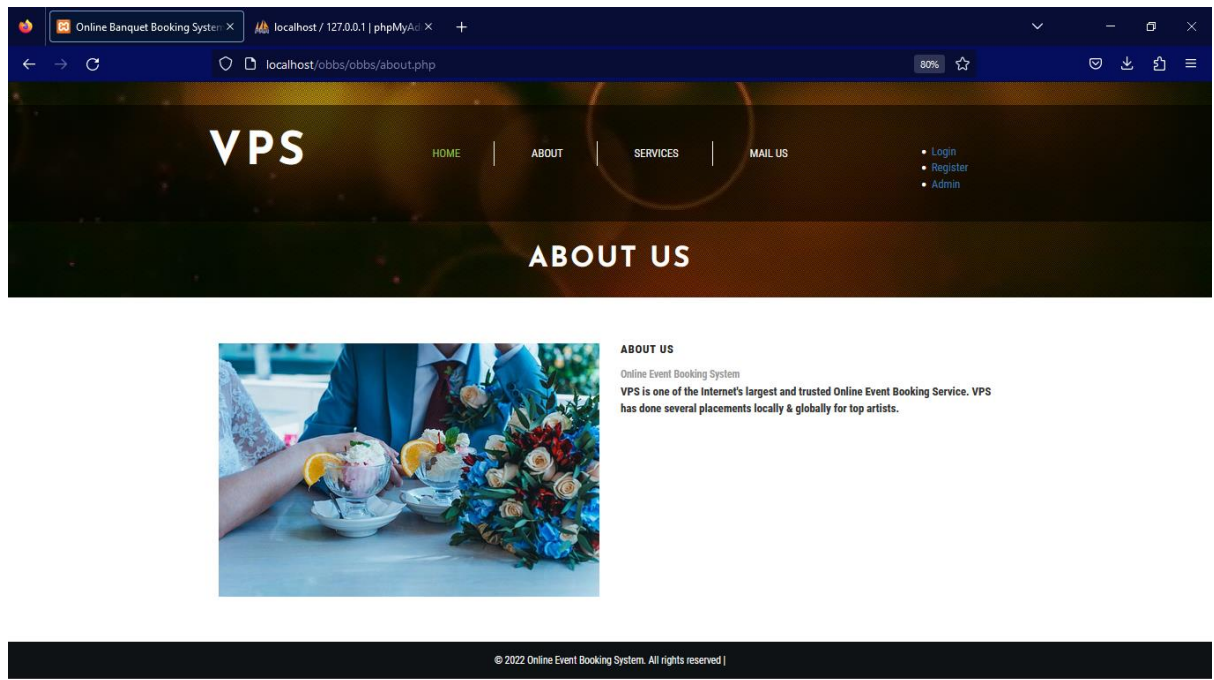 Online Banquet Booking System
localhost / 127.0.0.1 | phpMyAd
localhost/obbs/obbs/about.php
80%
VPS
HOME
ABOUT
SERVICES
MAIL US
Login
Register
Admin
ABOUT US
ABOUT US
Online Event Booking System
VPS is one of the Internet's largest and trusted Online Event Booking Service. VPS
has done several placements locally & globally for top artists.
© 2022 Online Event Booking System. All rights reserved |